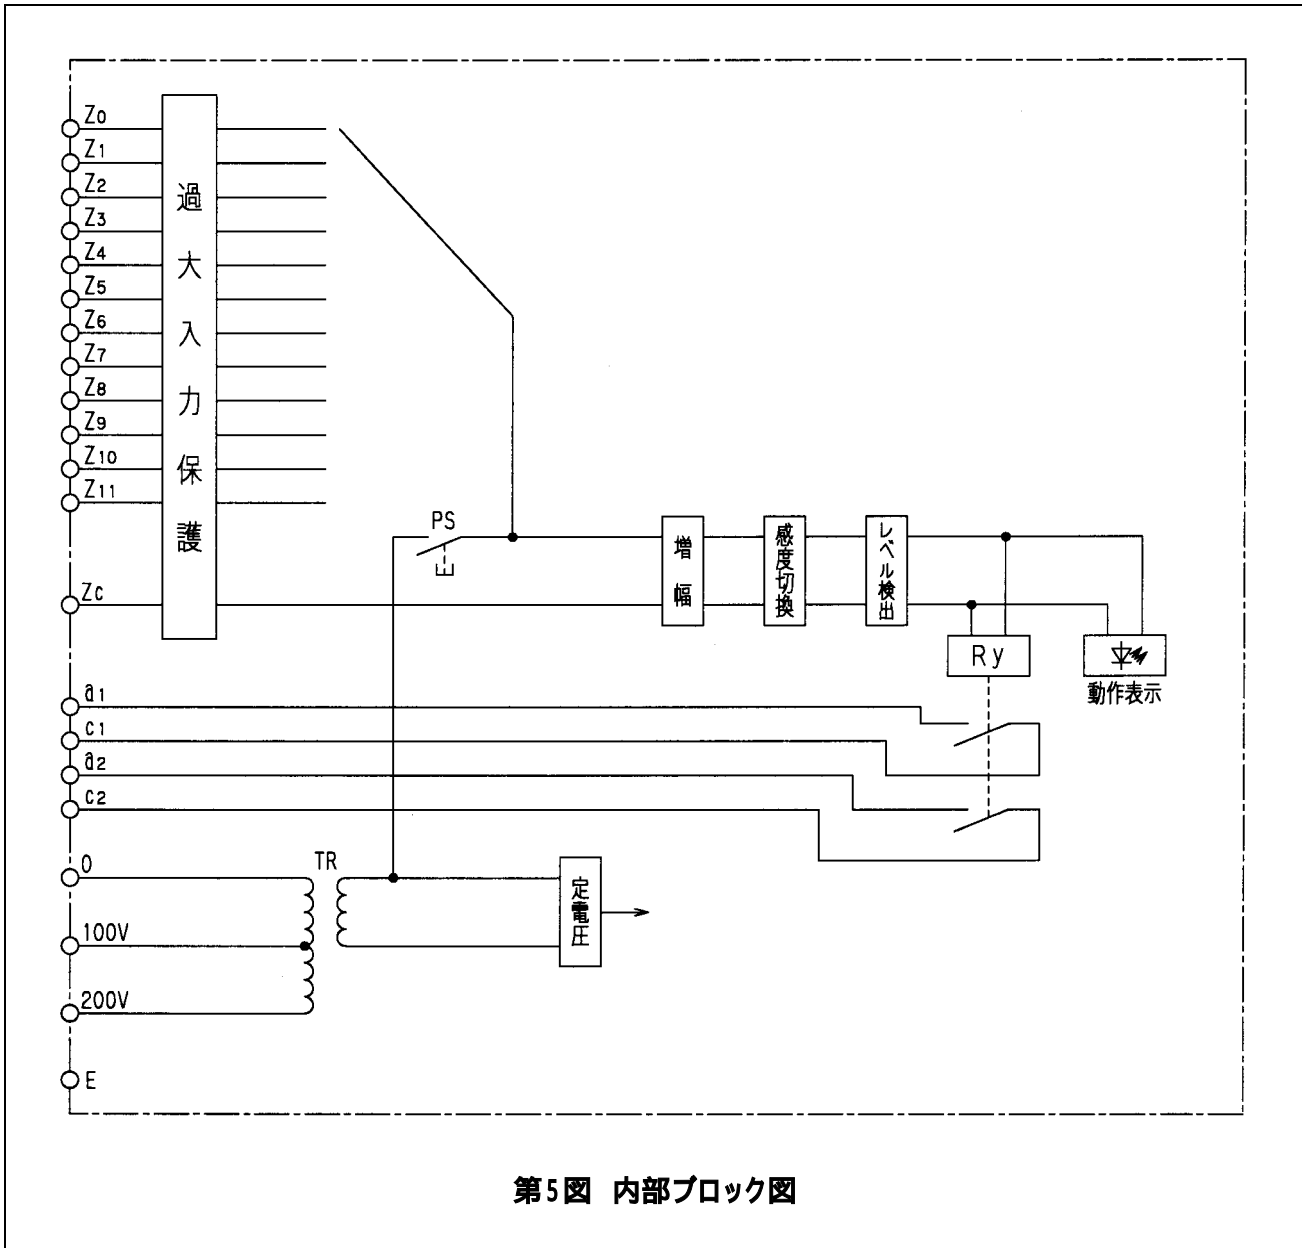 Z0
Z1
Z2
Z3
Z4
Z5
Z6
Z7
Z8
Z9
Z10
Z11
Zc
過大入力保護
PS
増幅
感度切換
レベル検出
Ry
動作表示
a1
c1
a2
c2
0
TR
100V
200V
定電圧
E
第5図 内部ブロック図